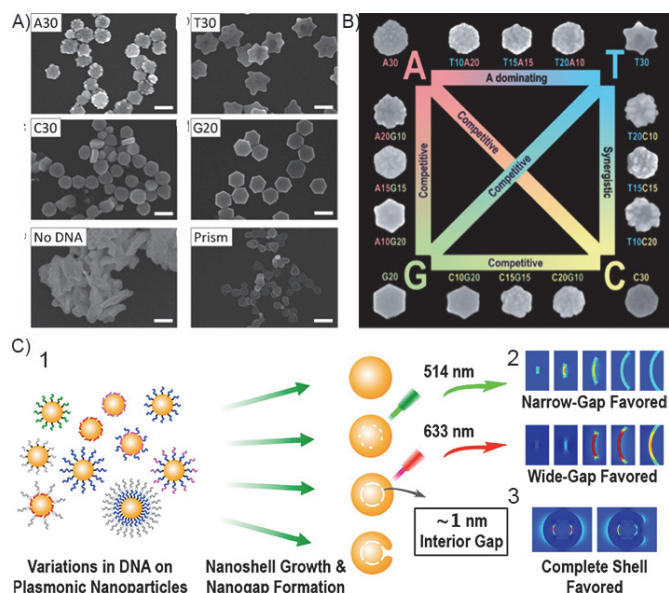 A)
A30
T30
C30
G20
No DNA
Prism
B)
A30
T10A20
T15A15
T20A10
T30
A
A dominating
T
A20G10
A15G15
A10G20
Competitive
Competitive
Competitive
Synergistic
T20C10
T15C15
T10C20
G
Competitive
C
G20
C10G20
C15G15
C20G10
C30
C)
1
514 nm
2
Narrow-Gap Favored
633 nm
Wide-Gap Favored
~1 nm
Interior Gap
3
Variations in DNA on
Plasmonic Nanoparticles
Nanoshell Growth &
Nanogap Formation
Complete Shell
Favored